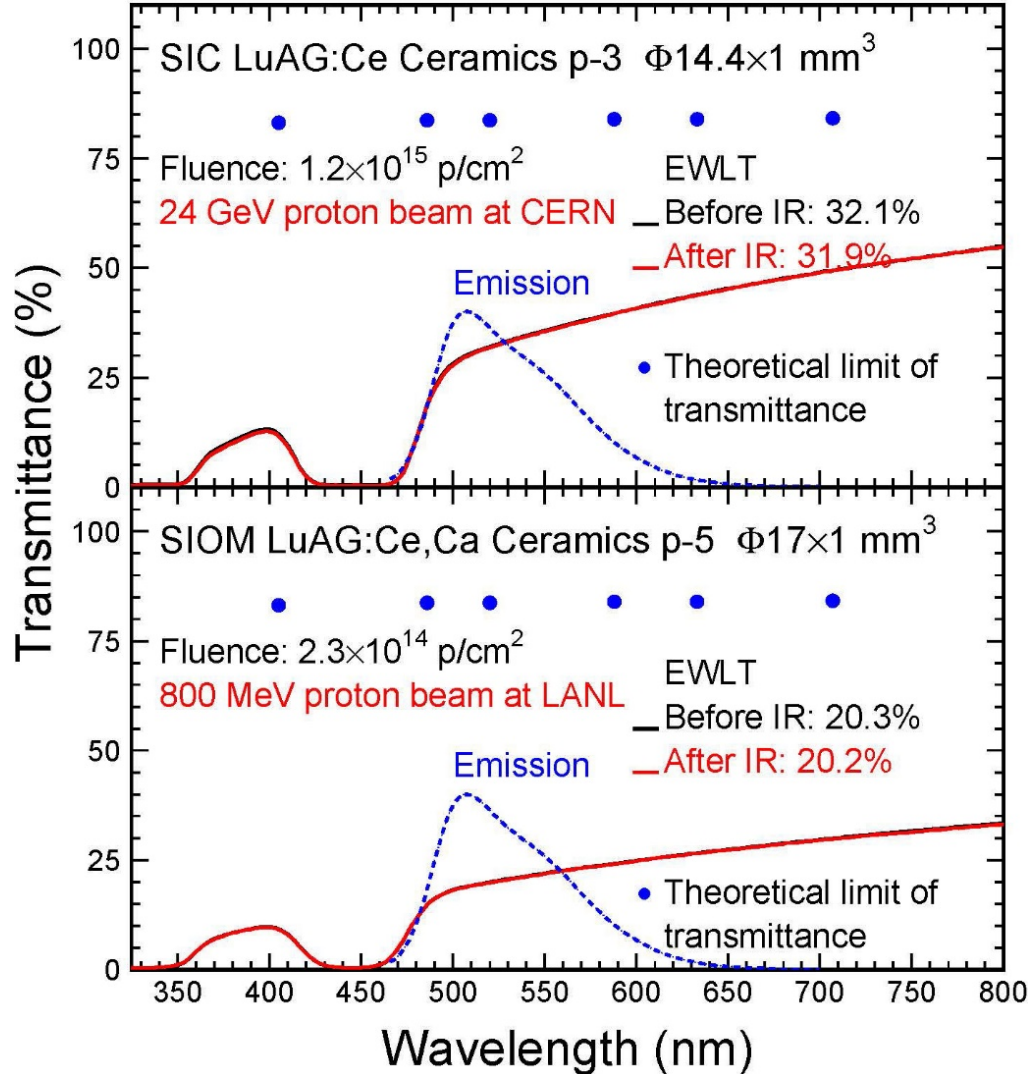 Transmittance (%)
100
75
50
25
0
SIC LuAG:Ce Ceramics p-3 Φ14.4×1 mm³
Fluence: 1.2×10¹⁵ p/cm²
24 GeV proton beam at CERN
EWLT
Before IR: 32.1%
After IR: 31.9%
Emission
Theoretical limit of
transmittance
100
75
50
25
0
SIOM LuAG:Ce,Ca Ceramics p-5 Φ17×1 mm³
Fluence: 2.3×10¹⁴ p/cm²
800 MeV proton beam at LANL
EWLT
Before IR: 20.3%
After IR: 20.2%
Emission
Theoretical limit of
transmittance
350 400 450 500 550 600 650 700 750 800
Wavelength (nm)